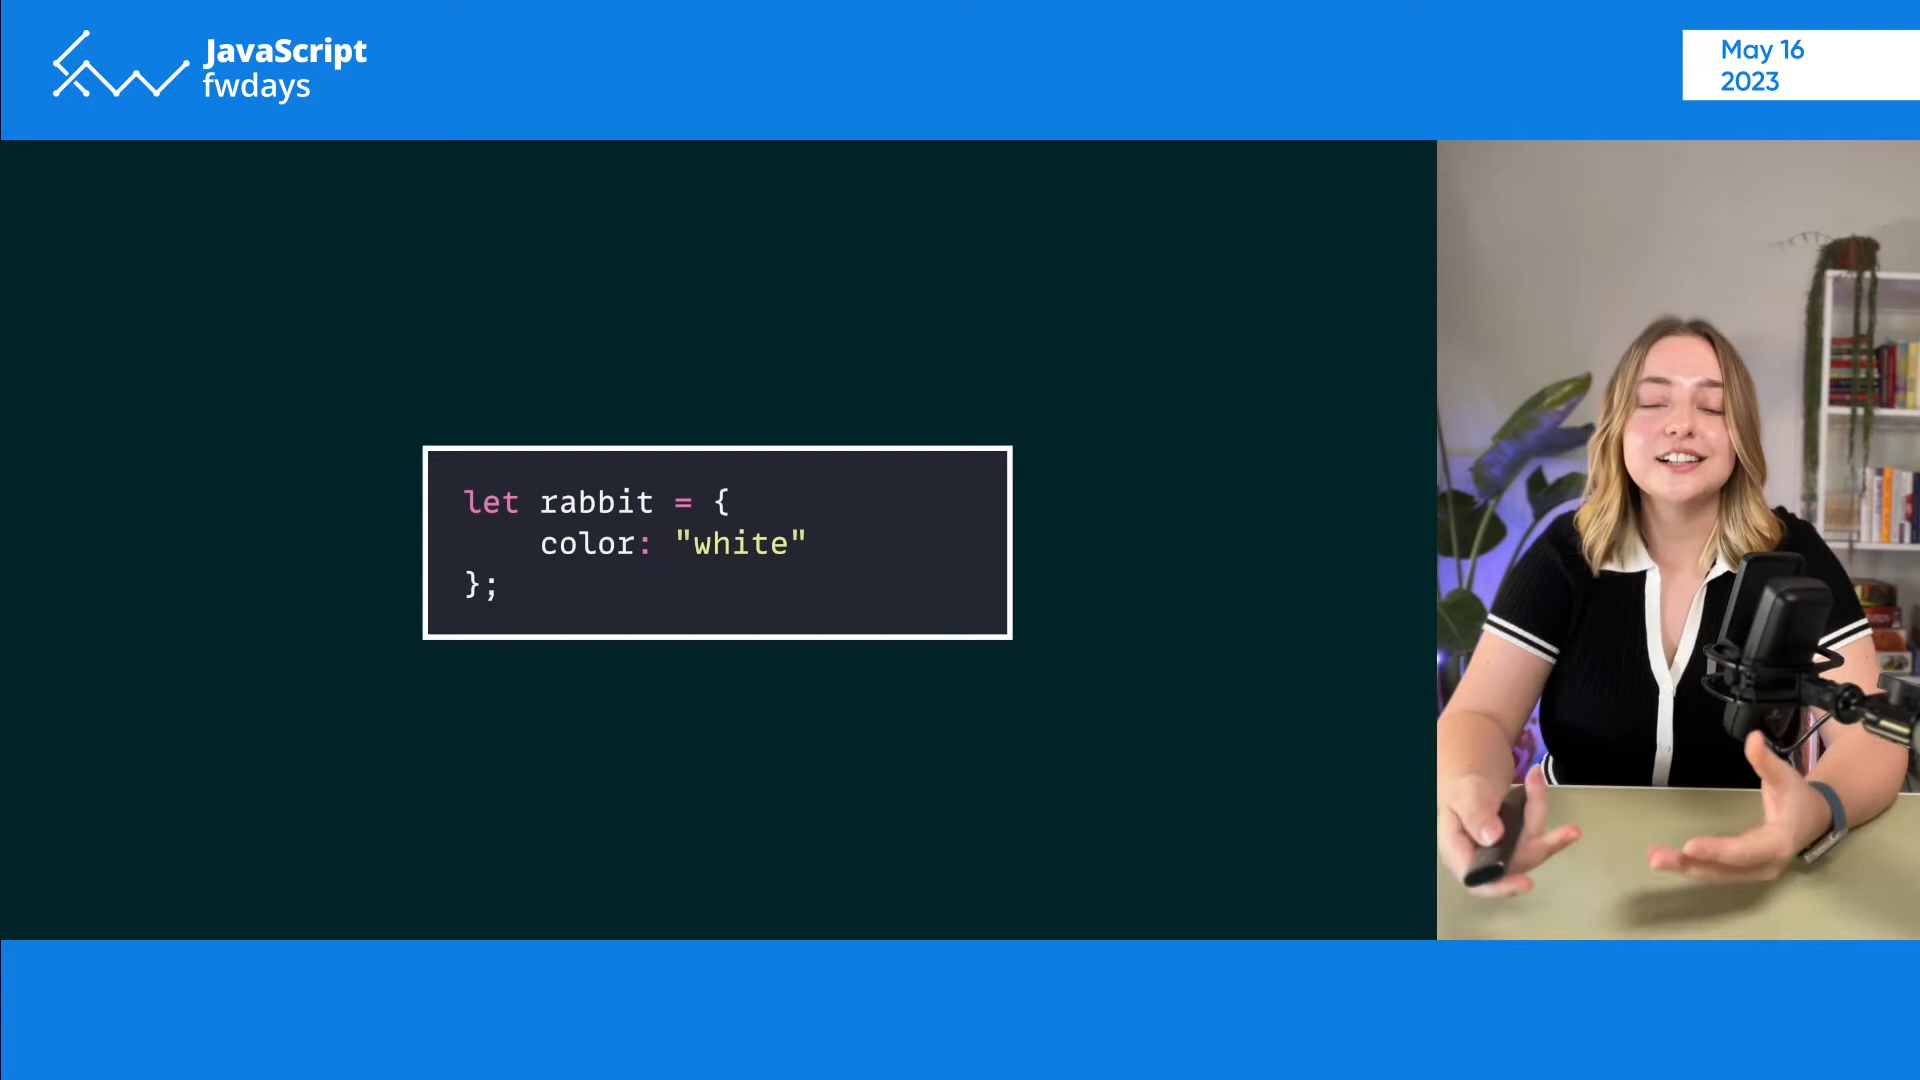 JavaScript
fwdays
May 16
2023
let rabbit = {
    color: "white"
};